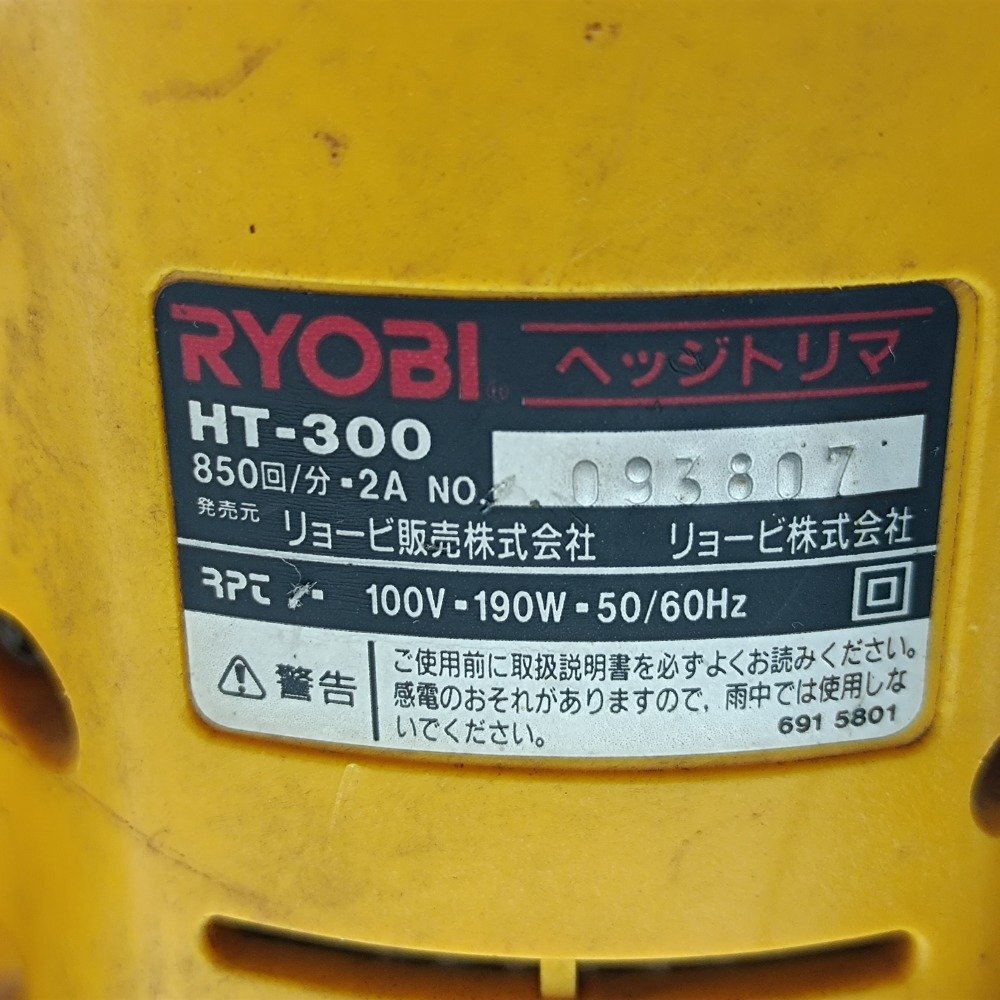 RYOBI ヘッジトリマ
HT-300
850回/分・2A NO. 093807
発売元 リョービ販売株式会社 リョービ株式会社
100V・190W・50/60Hz
警告
ご使用前に取扱説明書を必ずよくお読みください。
感電のおそれがありますので、雨中では使用しな
いでください。
691 5801